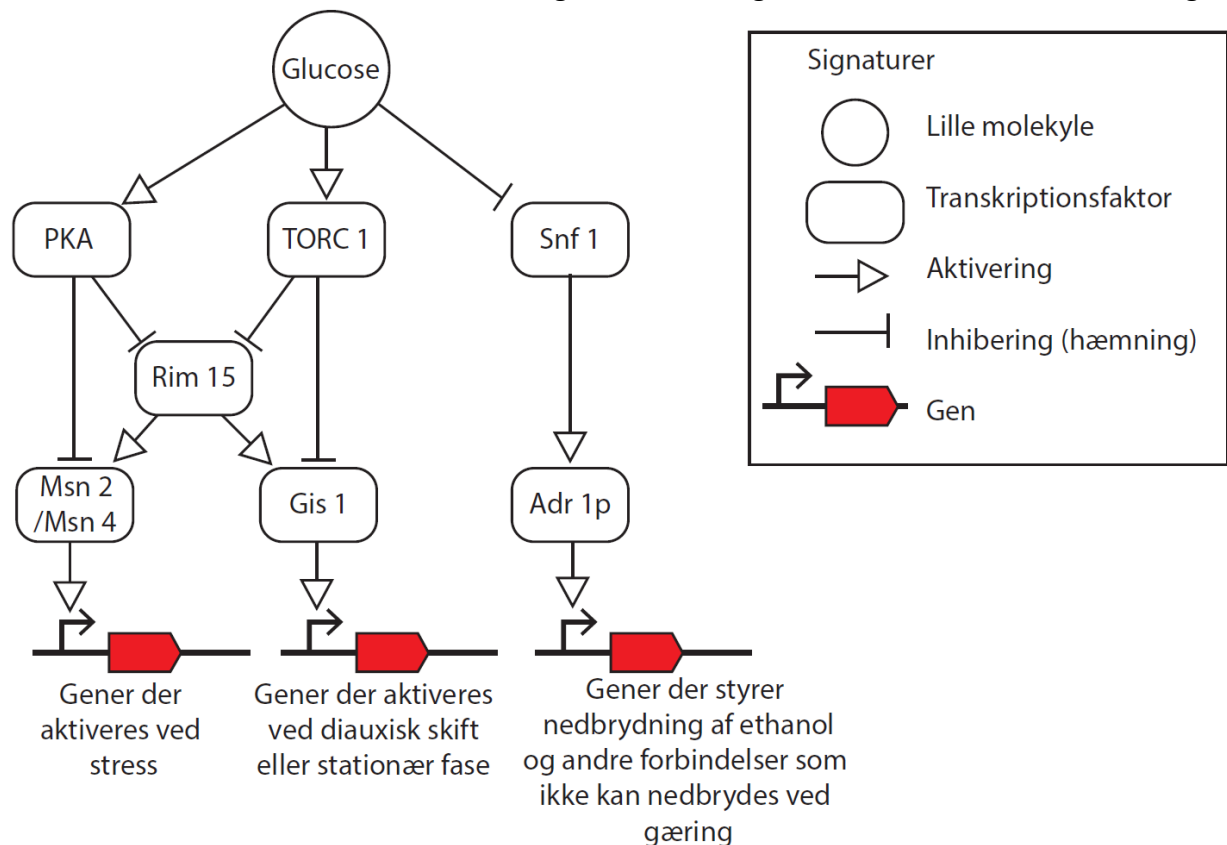 Glucose
PKA
TORC 1
Snf 1
Rim 15
Msn 2
/Msn 4
Gis 1
Adr 1p
Gener der
aktiveres ved
stress
Gener der aktiveres
ved diauxisk skift
eller stationær fase
Gener der styrer
nedbrydning af ethanol
og andre forbindelser som
ikke kan nedbrydes ved
gæring
Signaturer
Lille molekyle
Transkriptionsfaktor
Aktivering
Inhibering (hæmning)
Gen